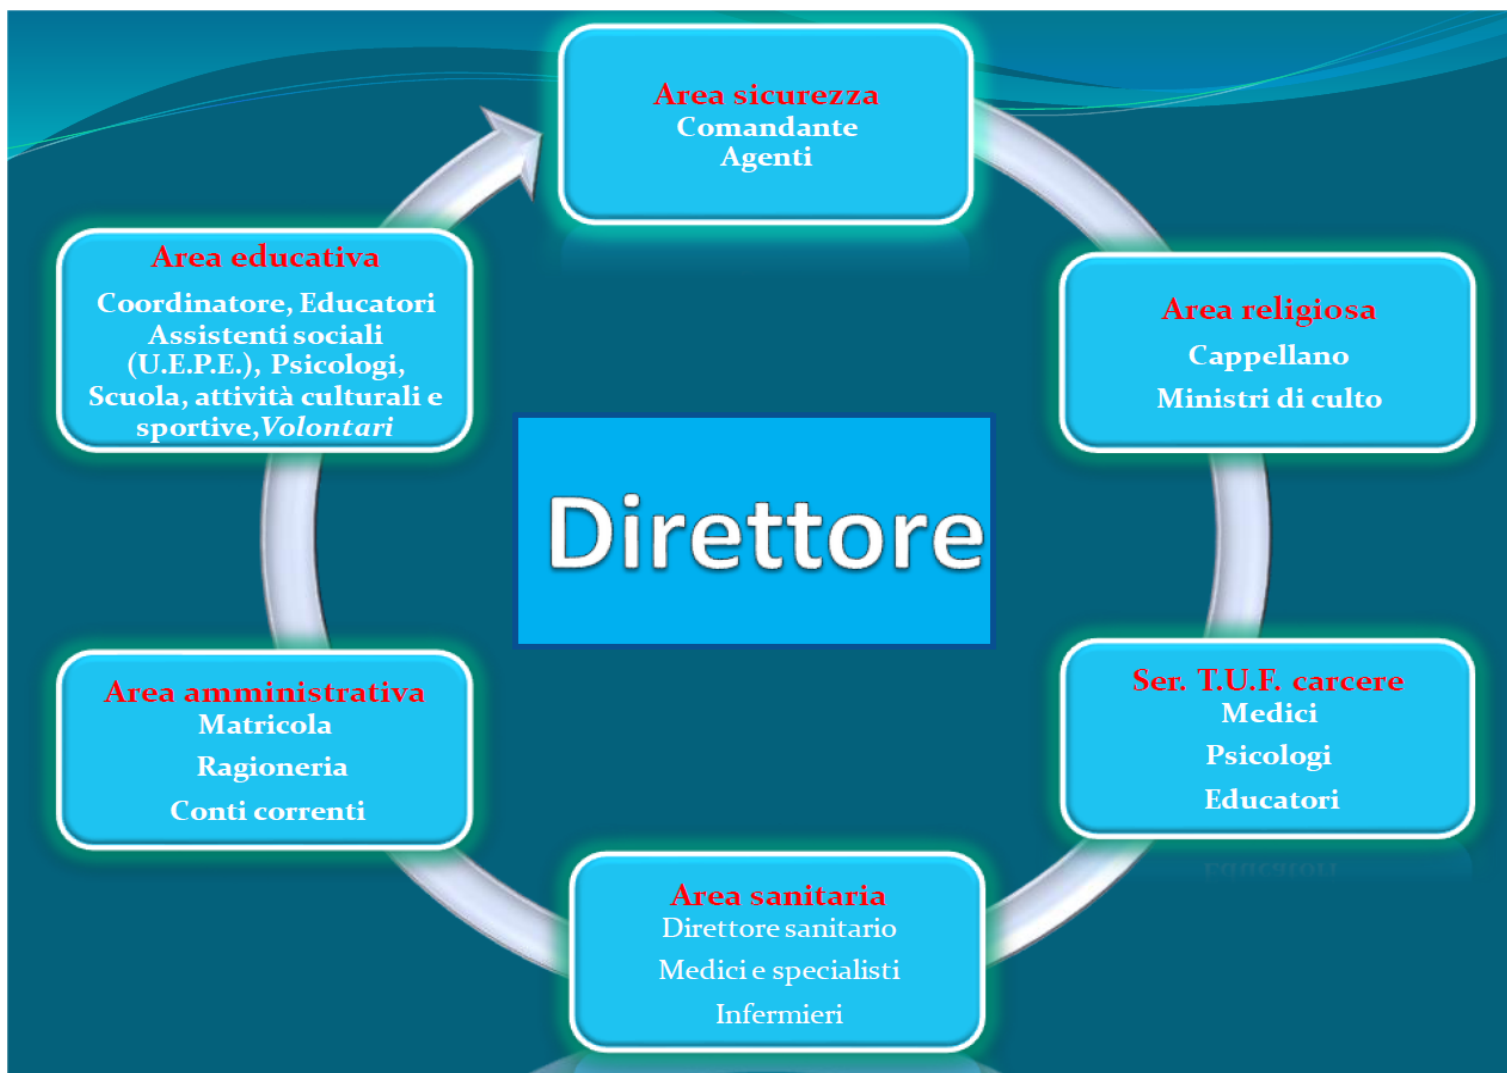 Area sicurezza
Comandante
Agenti
Area religiosa
Cappellano
Ministri di culto
Ser. T.U.F. carcere
Medici
Psicologi
Educatori
Area sanitaria
Direttore sanitario
Medici e specialisti
Infermieri
Area amministrativa
Matricola
Ragioneria
Conti correnti
Area educativa
Coordinatore, Educatori
Assistenti sociali
(U.E.P.E.), Psicologi,
Scuola, attività culturali e
sportive,Volontari
Direttore